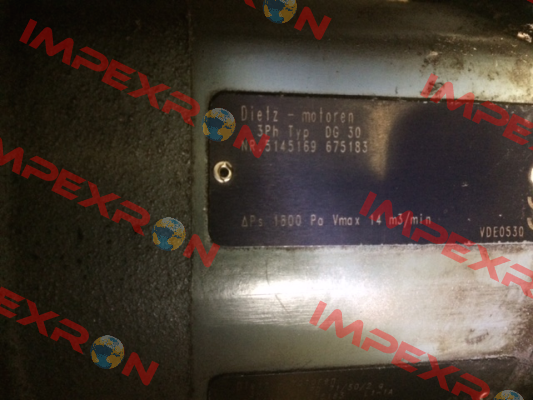 IMPEXRON
Dietz - motoren
3Ph Typ DG 30
NR.5145169 675183
ΔPs 1800 Pa Vmax 14 m3/min
VDE0530